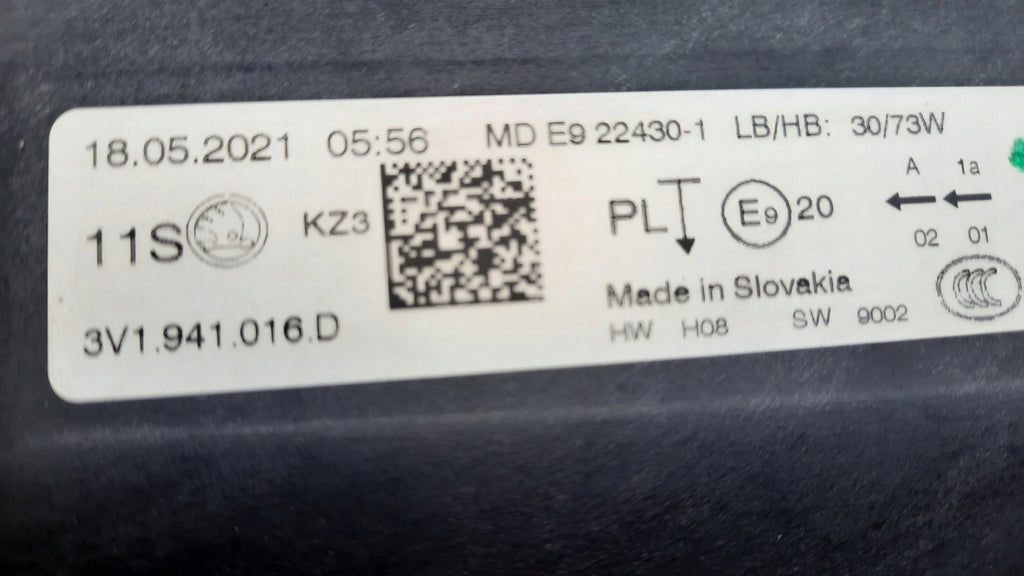 18.05.2021 05:56 MD E9 22430-1 LB/HB: 30/73W
A 1a
11S KZ3 PL E9 20
02 01
Made in Slovakia
3V1.941.016.D HW H08 SW 9002
CCC